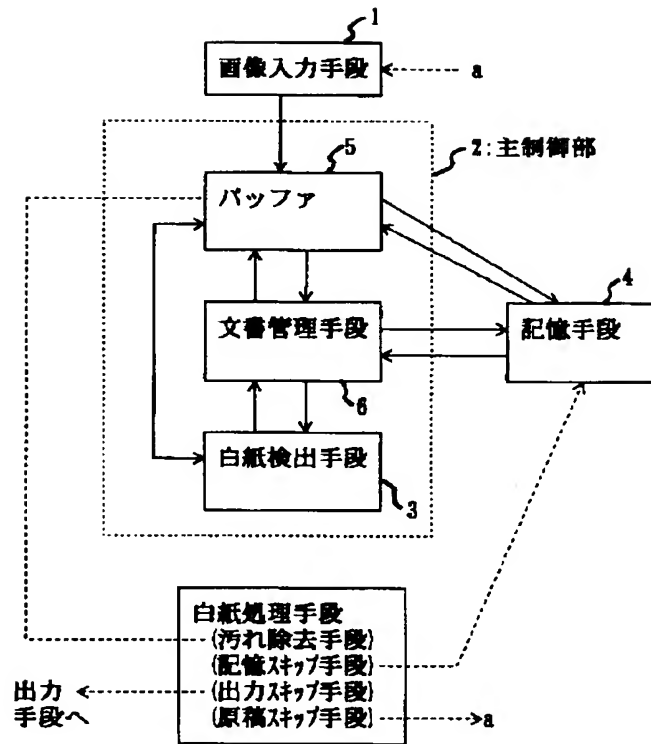 1
画像入力手段
a
2:主制御部
5
バッファ
4
文書管理手段
記憶手段
6
白紙検出手段
3
白紙処理手段
(汚れ除去手段)
(記憶スキップ手段)
出力
(出力スキップ手段)
手段へ
(原稿スキップ手段)
a